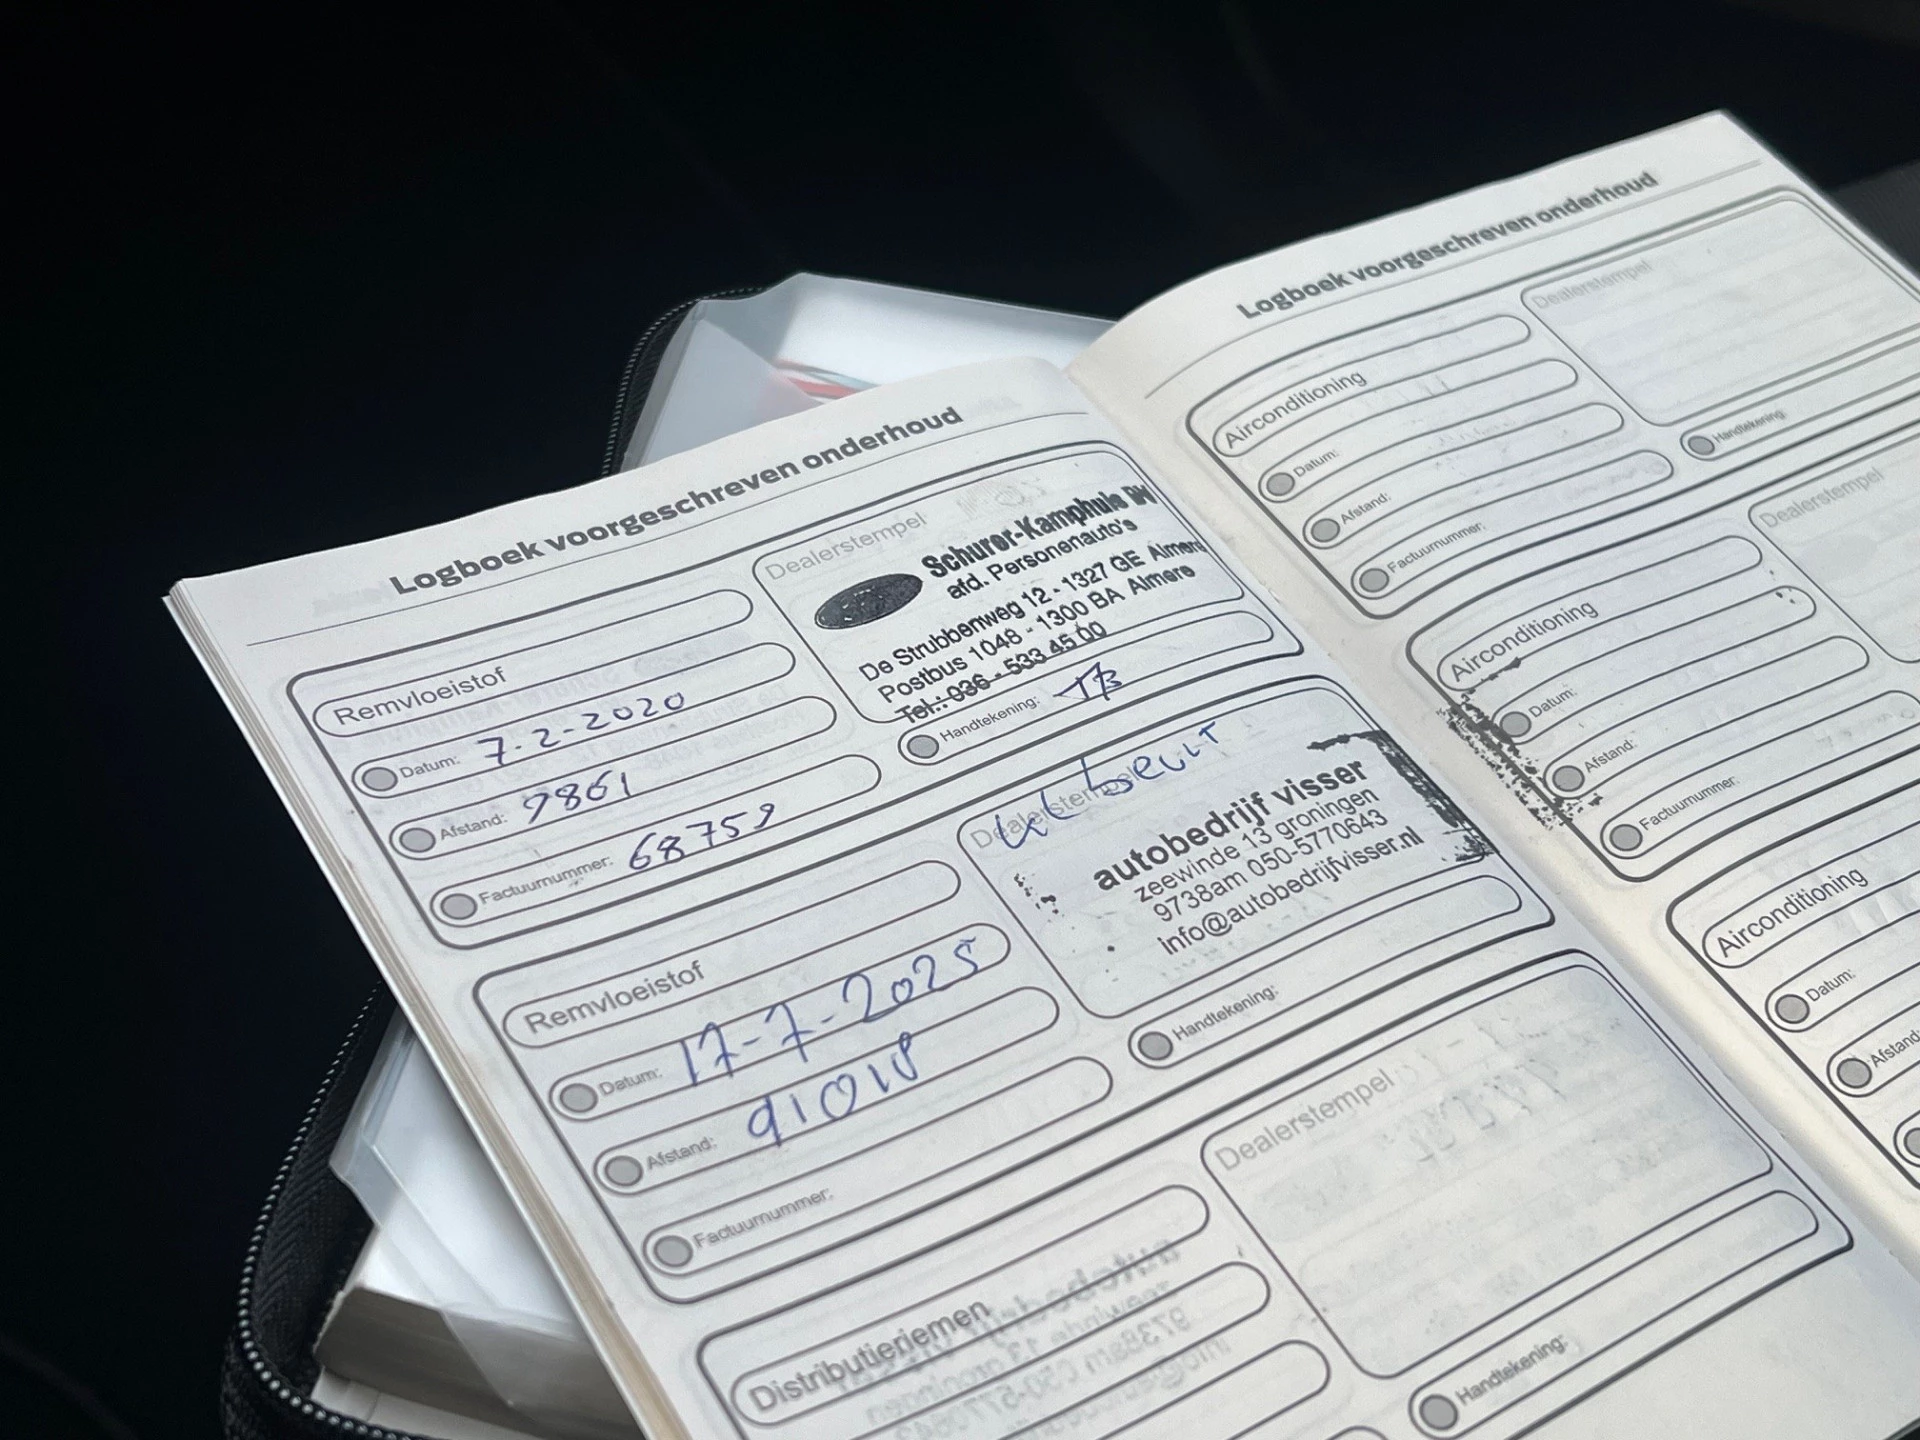 Logboek voorgeschreven onderhoud
Remvloeistof
Datum: 7-2-2020
Afstand: 9861
Factuurnummer: 68759
Dealerstempel
Schurer-Kamphuis BV
afd. Personenauto's
De Strubbenweg 12 - 1327 GE Almere
Postbus 1048 - 1300 BA Almere
Tel.: 036 - 533 45 00
Handtekening:
Remvloeistof
Datum: 17-7-2025
Afstand:
Factuurnummer:
Dealerstempel
autobedrijf visser
zeewinde 13 groningen
9738am 050-5770643
info@autobedrijfvisser.nl
Handtekening:
Distributieriemen
Dealerstempel
Handtekening:
Logboek voorgeschreven onderhoud
Airconditioning
Datum:
Afstand:
Factuurnummer:
Dealerstempel
Handtekening:
Airconditioning
Datum:
Afstand:
Factuurnummer:
Dealerstempel
Airconditioning
Datum:
Afstand